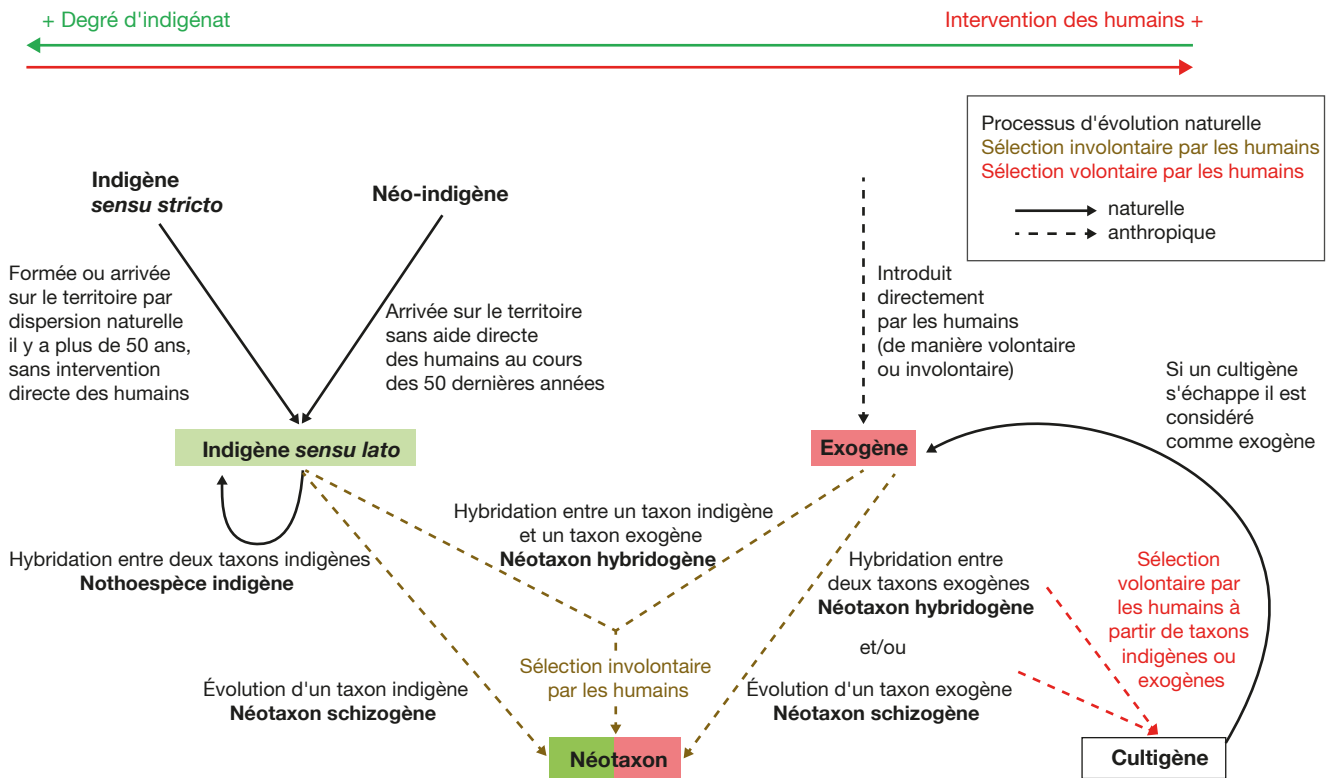 + Degré d'indigénat
Intervention des humains +
Processus d'évolution naturelle
Sélection involontaire par les humains
Sélection volontaire par les humains
naturelle
anthropique
Indigène
sensu stricto
Néo-indigène
Formée ou arrivée
sur le territoire par
dispersion naturelle
il y a plus de 50 ans,
sans intervention
directe des humains
Arrivée sur le territoire
sans aide directe
des humains au cours
des 50 dernières années
Introduit
directement
par les humains
(de manière volontaire
ou involontaire)
Si un cultigène
s'échappe il est
considéré
comme exogène
Indigène sensu lato
Exogène
Hybridation entre deux taxons indigènes
Nothoespèce indigène
Hybridation entre un taxon indigène
et un taxon exogène
Néotaxon hybridogène
Hybridation entre
deux taxons exogènes
Néotaxon hybridogène
et/ou
Évolution d'un taxon exogène
Néotaxon schizogène
Sélection
volontaire par
les humains à
partir de taxons
indigènes ou
exogènes
Évolution d'un taxon indigène
Néotaxon schizogène
Sélection involontaire
par les humains
Néotaxon
Cultigène